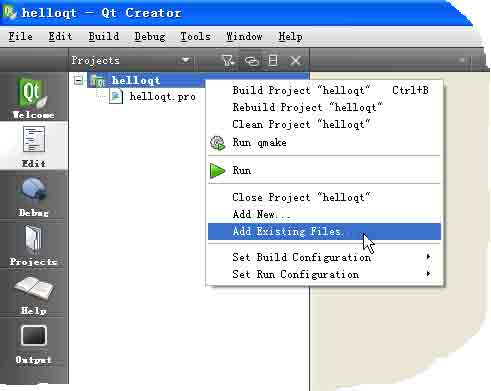 helloqt - Qt Creator
File Edit Build Debug Tools Window Help
Projects
Qt
Welcome
Edit
Debug
Projects
Help
Output
helloqt
helloqt.pro
Build Project "helloqt" Ctrl+B
Rebuild Project "helloqt"
Clean Project "helloqt"
Run qmake
Run
Close Project "helloqt"
Add New...
Add Existing Files..
Set Build Configuration
Set Run Configuration